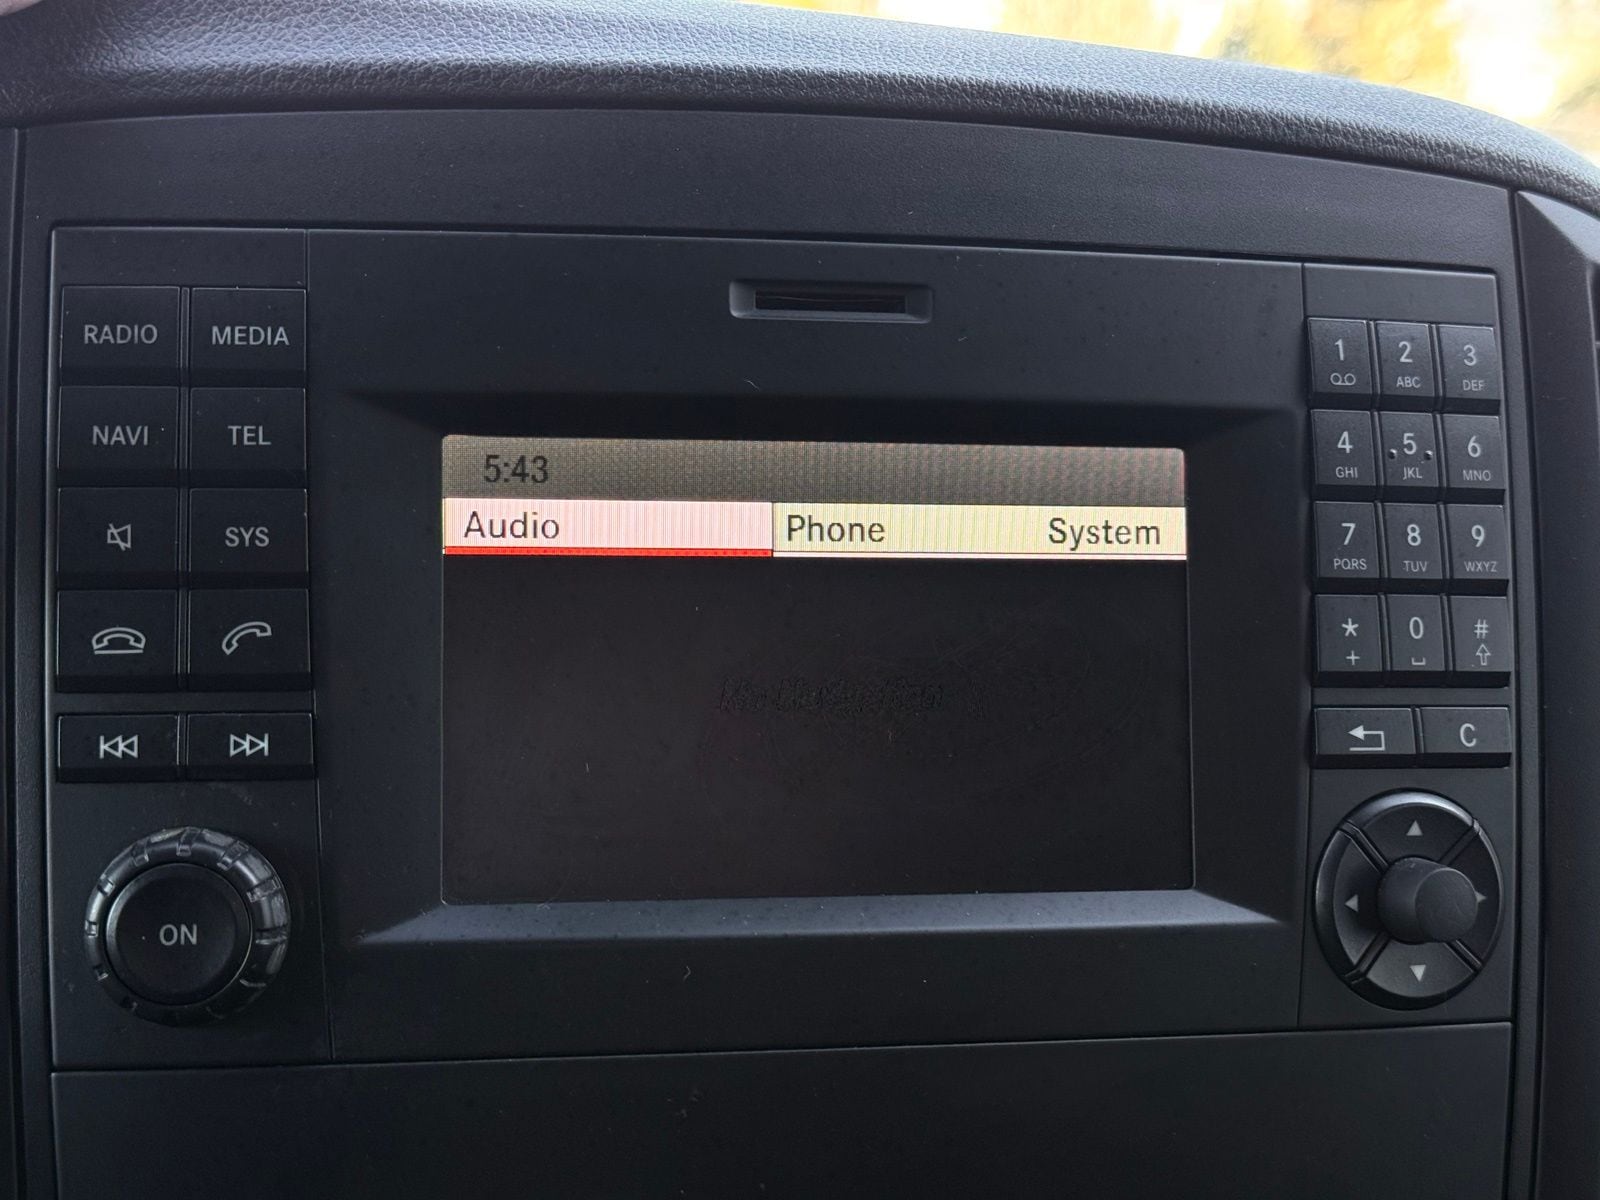 RADIO MEDIA
NAVI TEL
SYS
ON
5:43
Audio Phone System
1 2 ABC 3 DEF
4 GHI 5 JKL 6 MNO
7 PQRS 8 TUV 9 WXYZ
* + 0 #
C